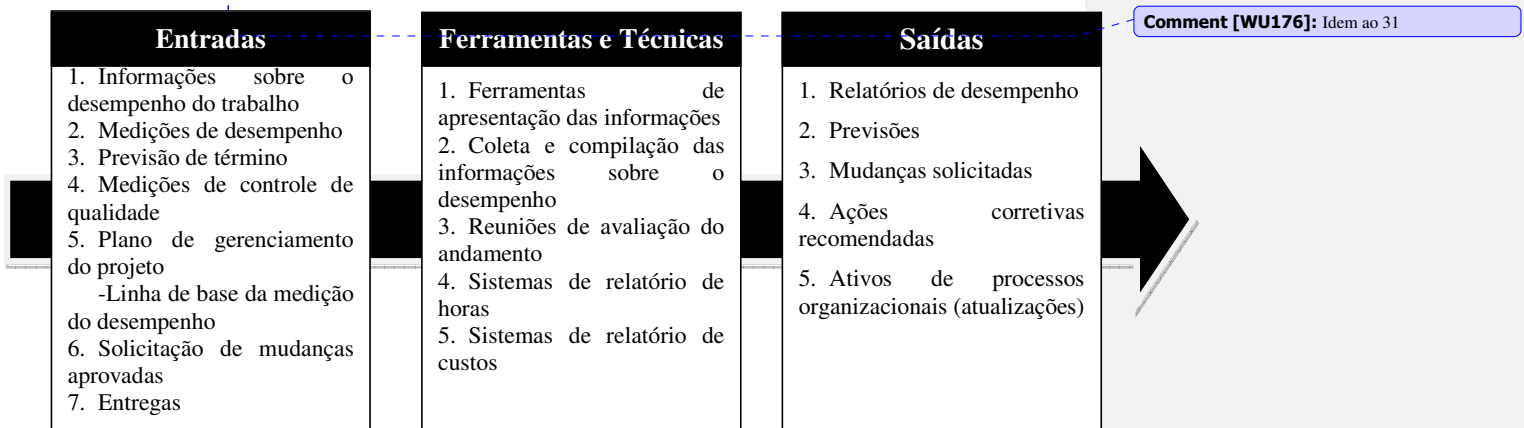 Entradas
1. Informações sobre o
desempenho do trabalho
2. Medições de desempenho
3. Previsão de término
4. Medições de controle de
qualidade
5. Plano de gerenciamento
do projeto
-Linha de base da medição
do desempenho
6. Solicitação de mudanças
aprovadas
7. Entregas
Ferramentas e Técnicas
1. Ferramentas de
apresentação das informações
2. Coleta e compilação das
informações sobre o
desempenho
3. Reuniões de avaliação do
andamento
4. Sistemas de relatório de
horas
5. Sistemas de relatório de
custos
Saídas
1. Relatórios de desempenho
2. Previsões
3. Mudanças solicitadas
4. Ações corretivas
recomendadas
5. Ativos de processos
organizacionais (atualizações)
Comment [WU176]: Idem ao 31